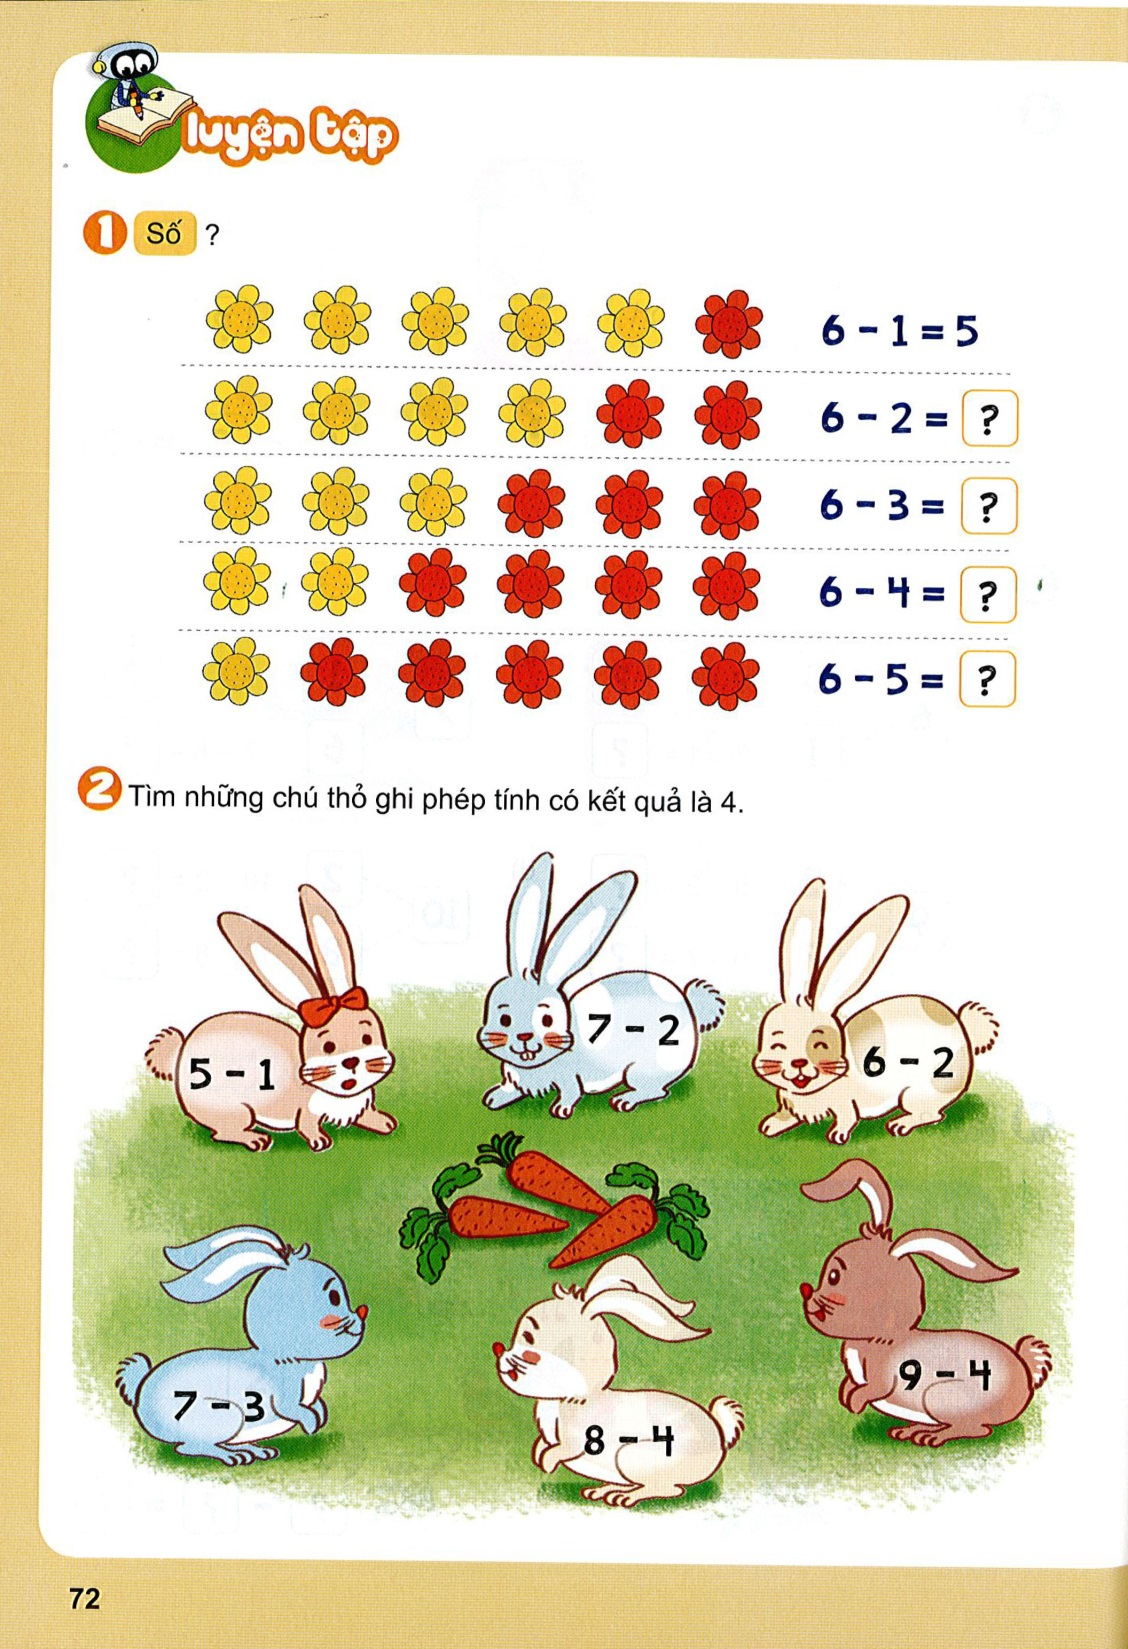 luyện tập
1 Số ?
6 - 1 = 5
6 - 2 = ?
6 - 3 = ?
6 - 4 = ?
6 - 5 = ?
2 Tìm những chú thỏ ghi phép tính có kết quả là 4.
5 - 1
7 - 2
6 - 2
7 - 3
8 - 4
9 - 4
72